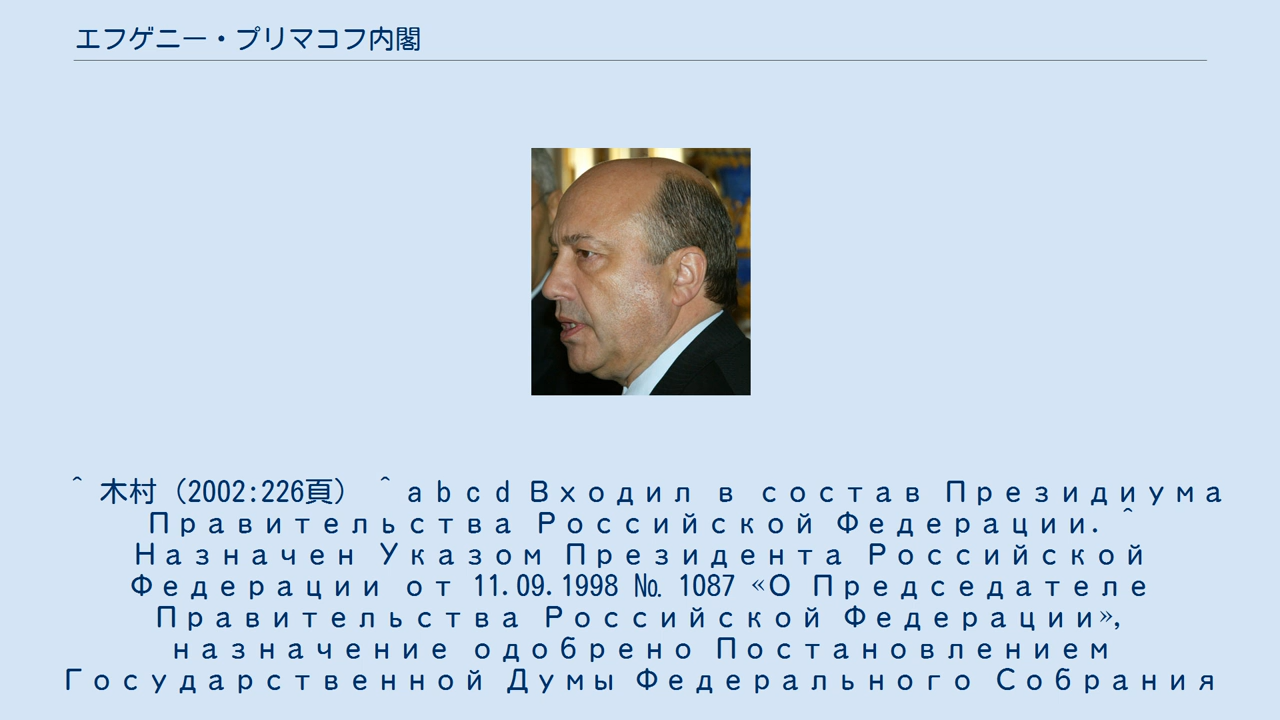 エフゲニー・プリマコフ内閣
^ 木村（2002:226頁） ^ a b c d Входил в состав Президиума
Правительства Российской Федерации. ^
Назначен Указом Президента Российской
Федерации от 11.09.1998 № 1087 «О Председателе
Правительства Российской Федерации»,
назначение одобрено Постановлением
Государственной Думы Федерального Собрания